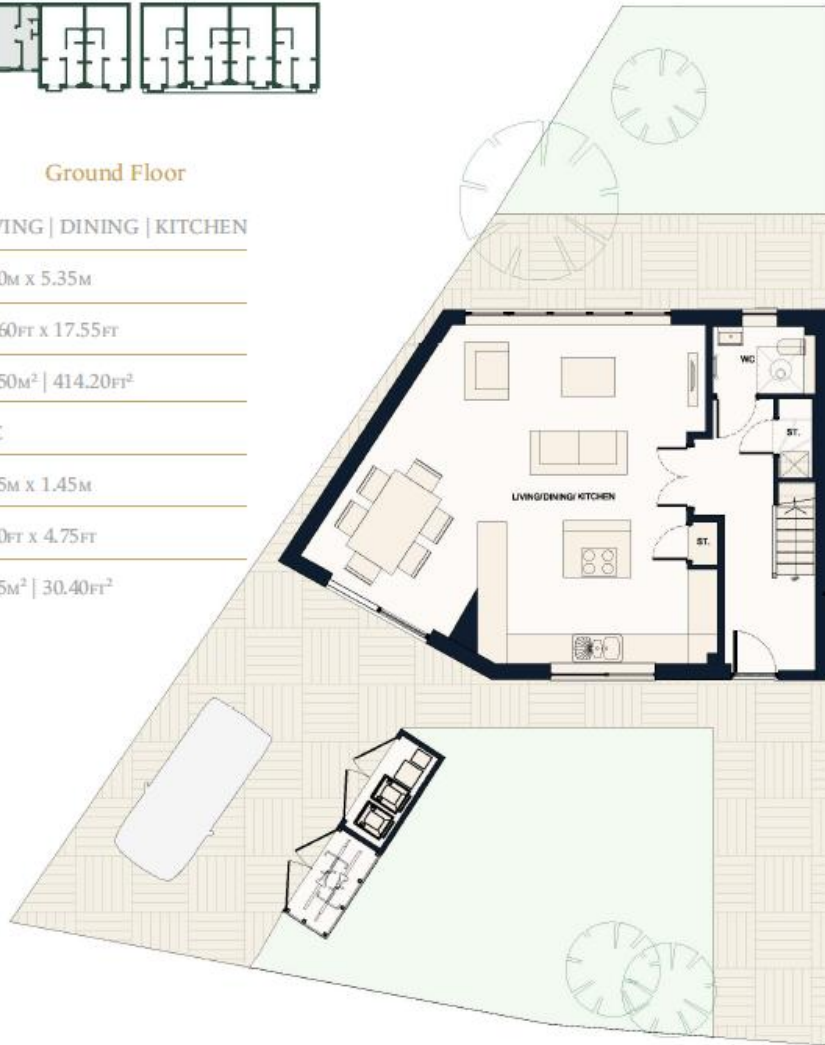 Ground Floor
VING | DINING | KITCHEN
0M X 5.35M
60FT X 17.55FT
50M² | 414.20FT²
5M X 1.45M
0FT X 4.75FT
5M² | 30.40FT²
WC
ST.
LIVING/DINING/ KITCHEN
ST.